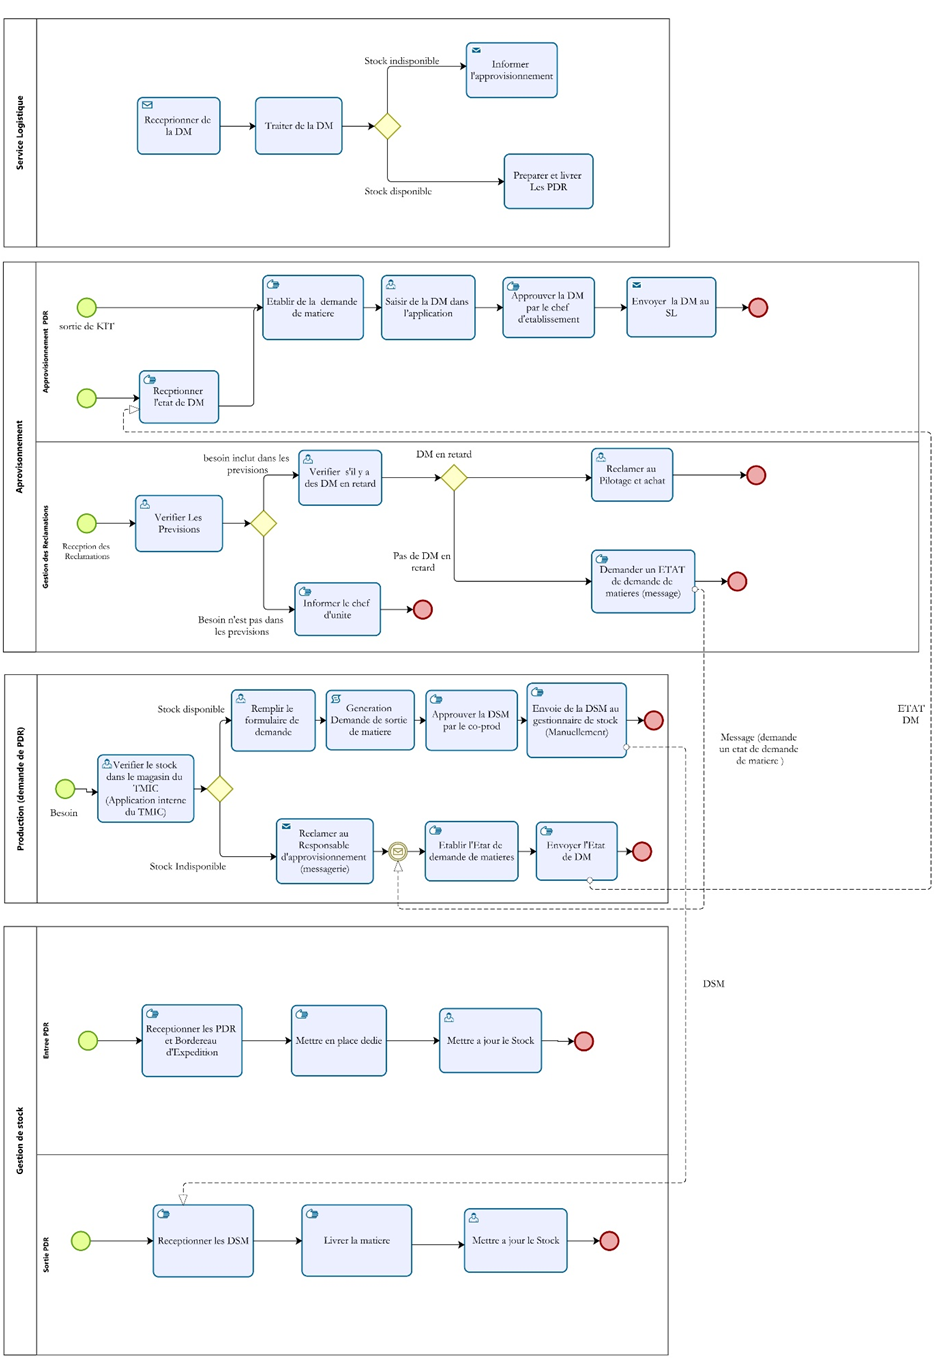 Service Logistique
Stock indisponible
Informer
l'approvisionnement
Receprionner de
la DM
Traiter de la DM
Preparer et livrer
Les PDR
Stock disponible
Aprovisionnement
Approvisionnement PDR
sortie de KIT
Etablir de la demande
de matiere
Saisir de la DM dans
l'application
Approuver la DM
par le chef
d'etablissement
Envoyer la DM au
SL
Recptionner
l'etat de DM
Gestion des Reclamations
Reception des
Reclamations
Verifier Les
Previsions
besoin inclut dans les
previsions
Verifier s'il y a
des DM en retard
DM en retard
Reclamer au
Pilotage et achat
Pas de DM en
retard
Demander un ETAT
de demande de
matieres (message)
Besoin n'est pas dans
les previsions
Informer le chef
d'unite
Production (demande de PDR)
Besoin
Verifier le stock
dans le magasin du
TMIC
(Application interne
du TMIC)
Stock disponible
Remplir le
formulaire de
demande
Generation
Demande de sortie
de matiere
Approuver la DSM
par le co-prod
Envoie de la DSM au
gestionnaire de stock
(Manuellement)
Stock Indisponible
Reclamer au
Responsable
d'approvisionnement
(messagerie)
Etablir l'Etat de
demande de matieres
Envoyer l'Etat
de DM
Message (demande
un etat de demande
de matiere )
ETAT
DM
DSM
Gestion de stock
Entree PDR
Receptionner les PDR
et Bordereau
d'Expedition
Mettre en place dedie
Mettre a jour le Stock
Sortie PDR
Receptionner les DSM
Livrer la matiere
Mettre a jour le Stock